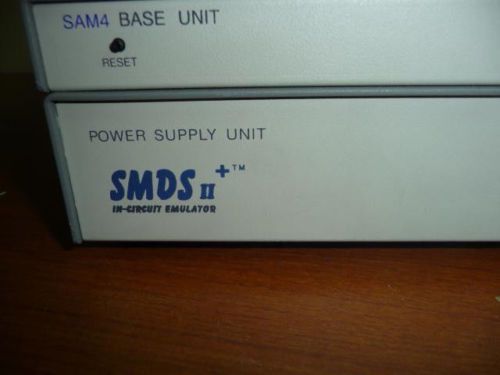 SAM4 BASE UNIT
RESET
POWER SUPPLY UNIT
SMDS II+™
IN-CIRCUIT EMULATOR